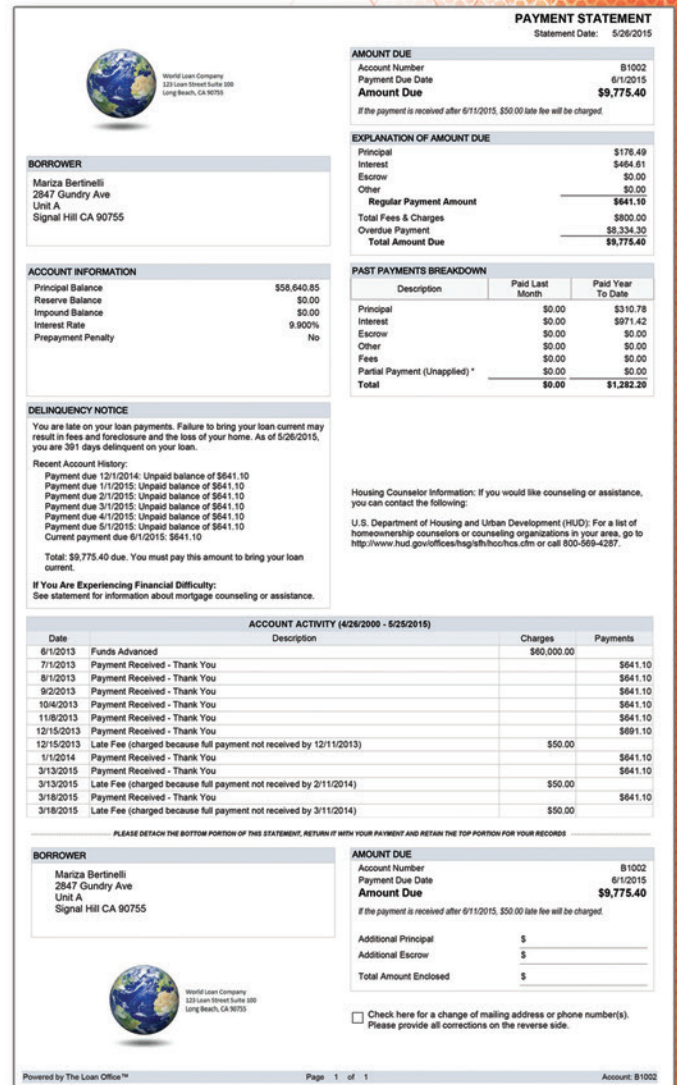 PAYMENT STATEMENT
Statement Date: 5/26/2015
World Loan Company
123 Loan Street Suite 100
Long Beach, CA 90755
AMOUNT DUE
Account Number B1002
Payment Due Date 6/1/2015
Amount Due $9,775.40
If the payment is received after 6/11/2015, $50.00 late fee will be charged.
EXPLANATION OF AMOUNT DUE
Principal $176.49
Interest $464.61
Escrow $0.00
Other $0.00
Regular Payment Amount $641.10
Total Fees & Charges $800.00
Overdue Payment $8,334.30
Total Amount Due $9,775.40
BORROWER
Mariza Bertinelli
2847 Gundry Ave
Unit A
Signal Hill CA 90755
ACCOUNT INFORMATION
Principal Balance $58,640.85
Reserve Balance $0.00
Impound Balance $0.00
Interest Rate 9.900%
Prepayment Penalty No
PAST PAYMENTS BREAKDOWN
Description Paid Last Month Paid Year To Date
Principal $0.00 $310.78
Interest $0.00 $971.42
Escrow $0.00 $0.00
Other $0.00 $0.00
Fees $0.00 $0.00
Partial Payment (Unapplied) * $0.00 $0.00
Total $0.00 $1,282.20
DELINQUENCY NOTICE
You are late on your loan payments. Failure to bring your loan current may
result in fees and foreclosure and the loss of your home. As of 5/26/2015,
you are 391 days delinquent on your loan.
Recent Account History:
Payment due 12/1/2014: Unpaid balance of $641.10
Payment due 1/1/2015: Unpaid balance of $641.10
Payment due 2/1/2015: Unpaid balance of $641.10
Payment due 3/1/2015: Unpaid balance of $641.10
Payment due 4/1/2015: Unpaid balance of $641.10
Payment due 5/1/2015: Unpaid balance of $641.10
Current payment due 6/1/2015: $641.10
Total: $9,775.40 due. You must pay this amount to bring your loan
current.
If You Are Experiencing Financial Difficulty:
See statement for information about mortgage counseling or assistance.
Housing Counselor Information: If you would like counseling or assistance,
you can contact the following:
U.S. Department of Housing and Urban Development (HUD): For a list of
homeownership counselors or counseling organizations in your area, go to
http://www.hud.gov/offices/hsg/sfh/hcc/hcs.cfm or call 800-569-4287.
ACCOUNT ACTIVITY (4/26/2000 - 5/25/2015)
Date Description Charges Payments
6/1/2013 Funds Advanced $60,000.00
7/1/2013 Payment Received - Thank You $641.10
8/1/2013 Payment Received - Thank You $641.10
9/2/2013 Payment Received - Thank You $641.10
10/4/2013 Payment Received - Thank You $641.10
11/8/2013 Payment Received - Thank You $641.10
12/15/2013 Payment Received - Thank You $691.10
12/15/2013 Late Fee (charged because full payment not received by 12/11/2013) $50.00
1/1/2014 Payment Received - Thank You $641.10
3/13/2015 Payment Received - Thank You $641.10
3/13/2015 Late Fee (charged because full payment not received by 2/11/2014) $50.00
3/18/2015 Payment Received - Thank You $641.10
3/18/2015 Late Fee (charged because full payment not received by 3/11/2014) $50.00
PLEASE DETACH THE BOTTOM PORTION OF THIS STATEMENT, RETURN IT WITH YOUR PAYMENT AND RETAIN THE TOP PORTION FOR YOUR RECORDS
BORROWER
Mariza Bertinelli
2847 Gundry Ave
Unit A
Signal Hill CA 90755
AMOUNT DUE
Account Number B1002
Payment Due Date 6/1/2015
Amount Due $9,775.40
If the payment is received after 6/11/2015, $50.00 late fee will be charged.
Additional Principal $
Additional Escrow $
Total Amount Enclosed $
World Loan Company
123 Loan Street Suite 100
Long Beach, CA 90755
Check here for a change of mailing address or phone number(s).
Please provide all corrections on the reverse side.
Powered by The Loan Office™ Page 1 of 1 Account: B1002